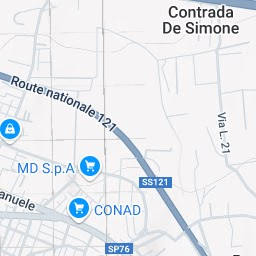 Contrada
De Simone
Route nationale 121
Via L. 21
MD S.p.A
SS121
anuele
CONAD
SP76